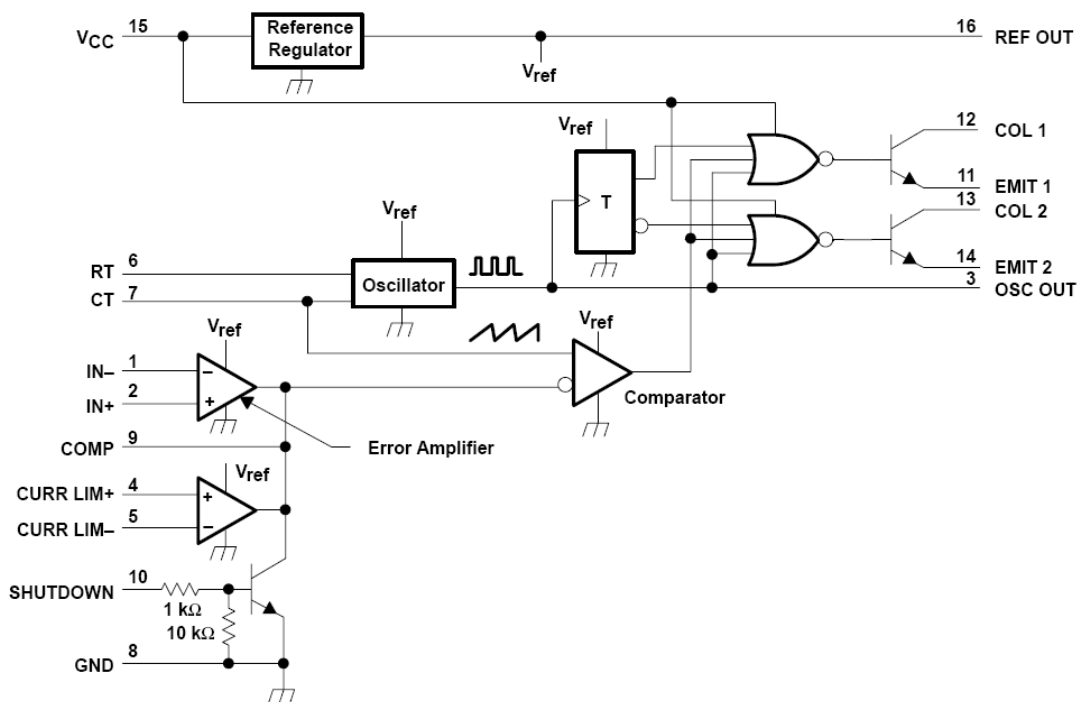 VCC 15
Reference
Regulator
16 REF OUT
Vref
Vref
12 COL 1
11 EMIT 1
T
13 COL 2
Vref
14 EMIT 2
RT 6
Oscillator
3 OSC OUT
CT 7
Vref
Vref
IN– 1
Comparator
IN+ 2
COMP 9
Error Amplifier
Vref
CURR LIM+ 4
CURR LIM– 5
SHUTDOWN 10
1 kΩ
10 kΩ
GND 8
– +
+ –